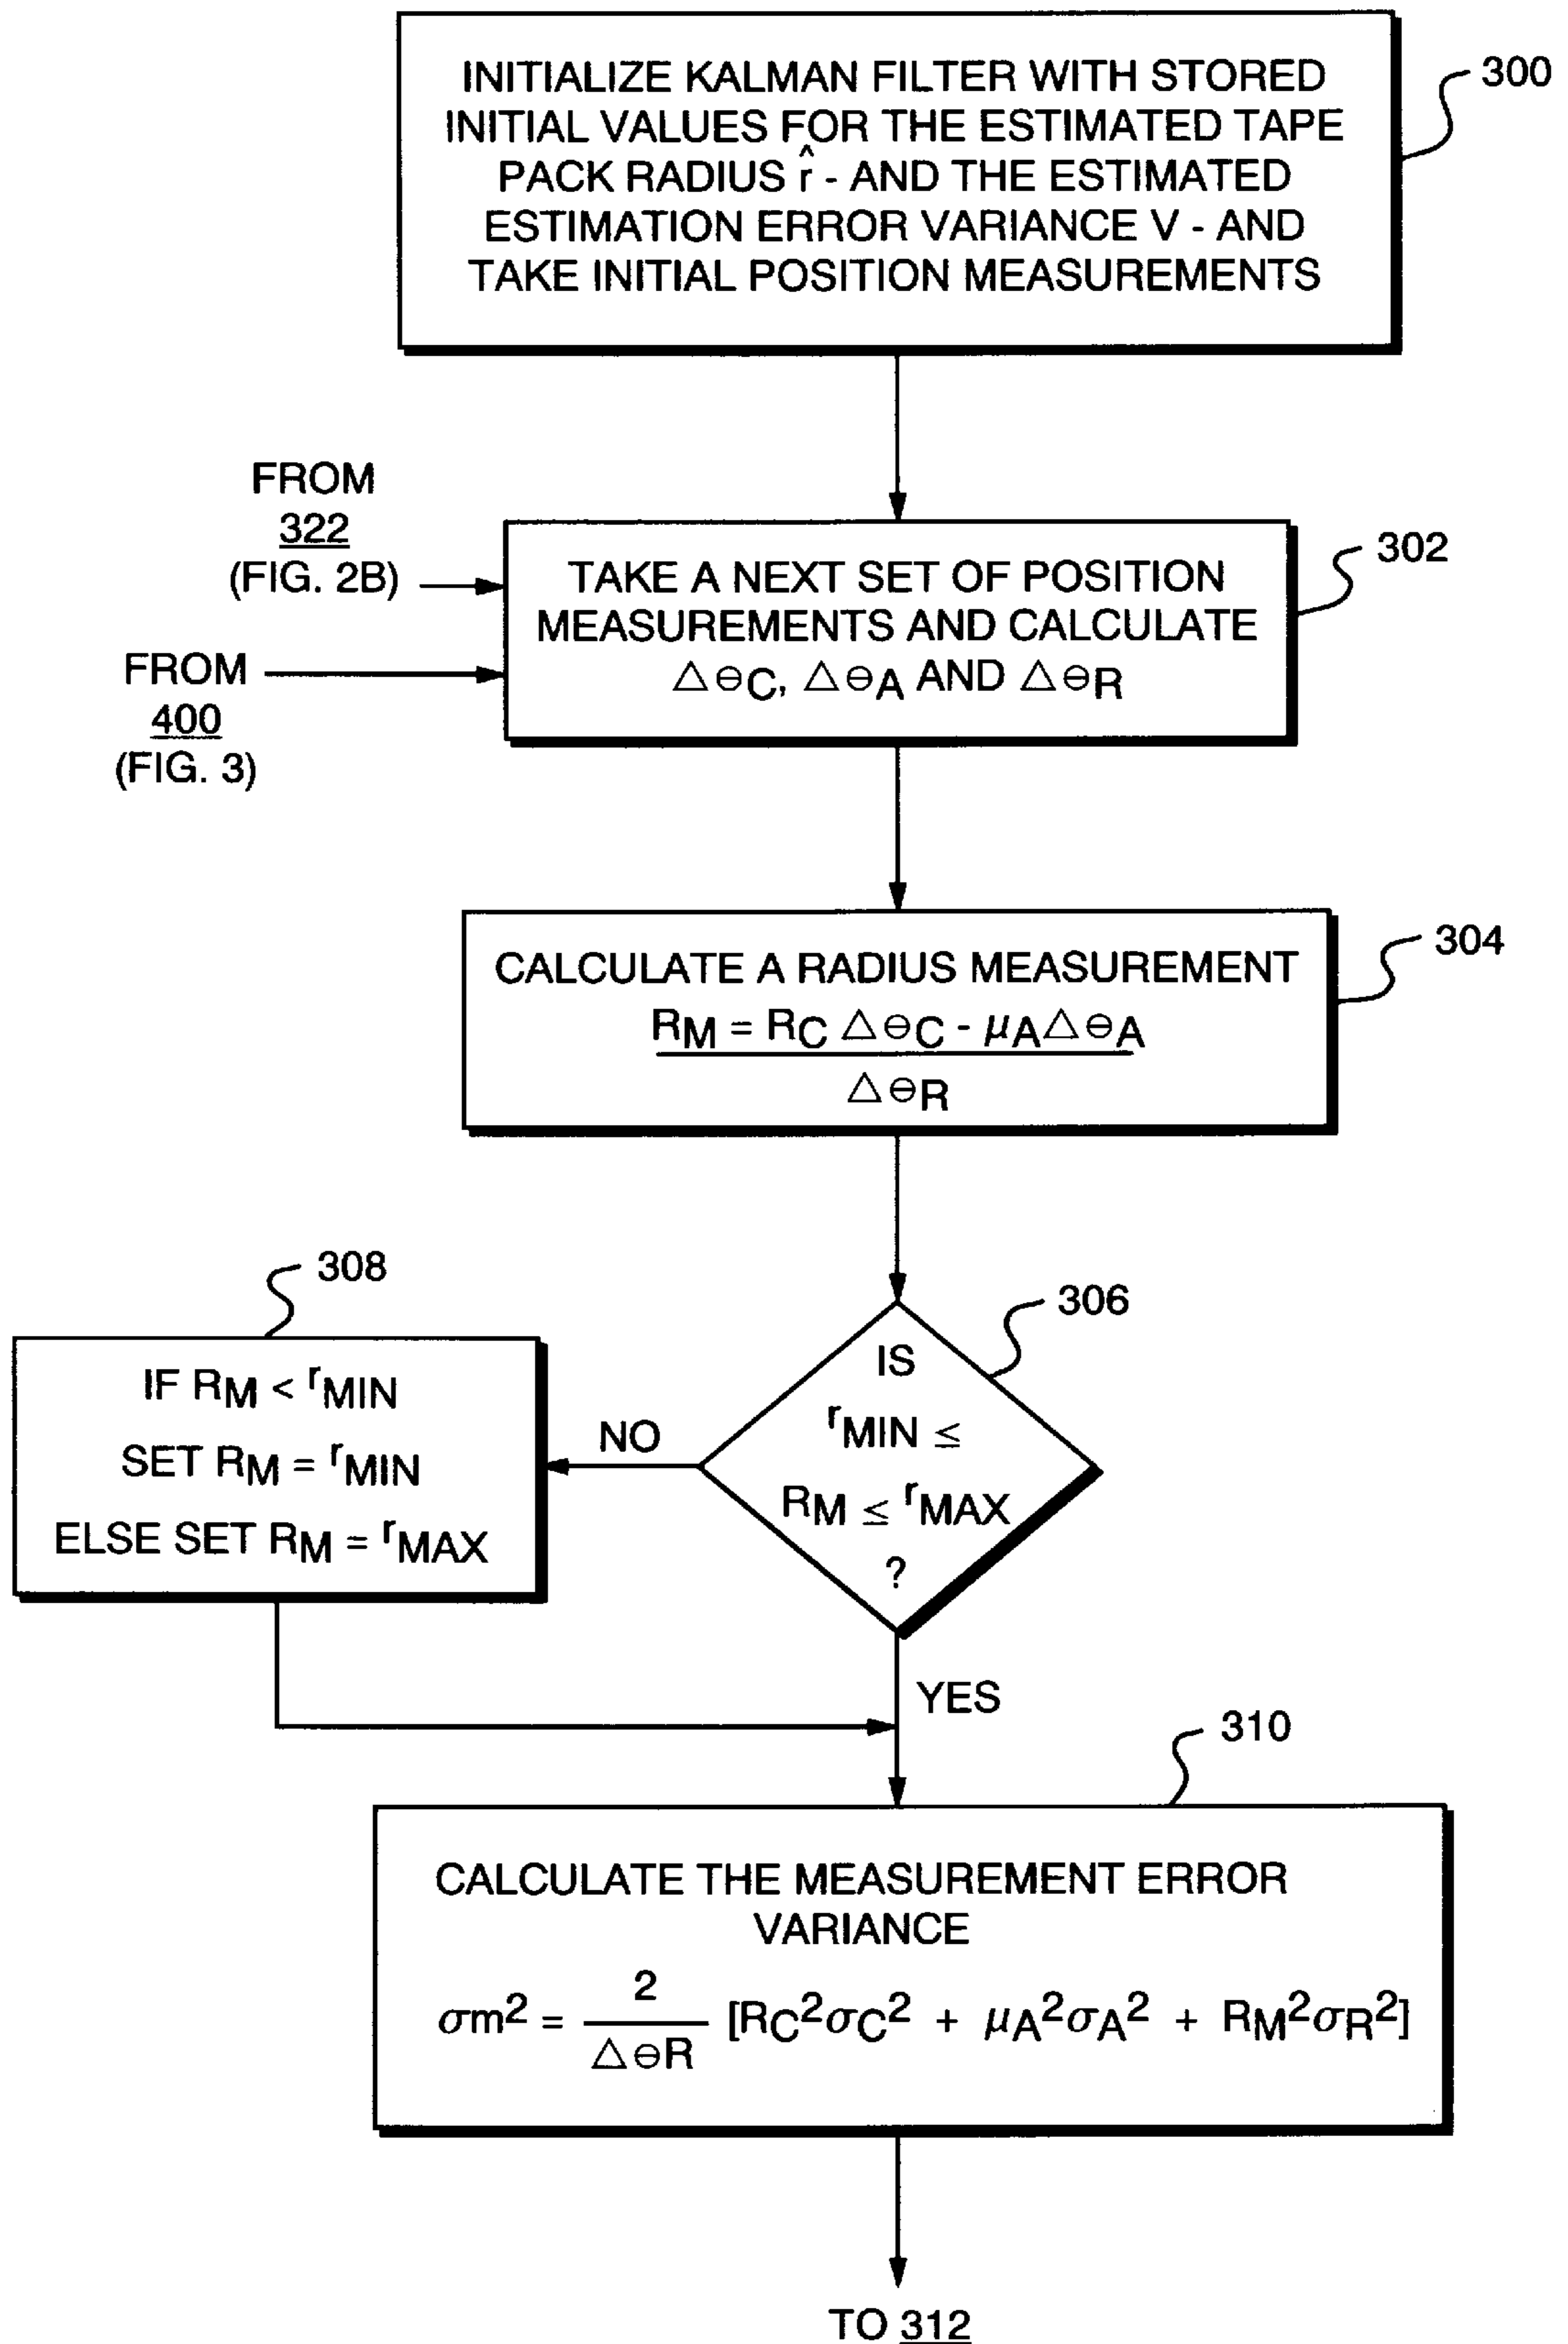 INITIALIZE KALMAN FILTER WITH STORED
INITIAL VALUES FOR THE ESTIMATED TAPE
PACK RADIUS r̂ - AND THE ESTIMATED
ESTIMATION ERROR VARIANCE V - AND
TAKE INITIAL POSITION MEASUREMENTS
300
FROM
322
(FIG. 2B)
FROM
400
(FIG. 3)
TAKE A NEXT SET OF POSITION
MEASUREMENTS AND CALCULATE
△θC, △θA AND △θR
302
CALCULATE A RADIUS MEASUREMENT
RM = RC △θC - μA△θA
△θR
304
308
IF RM < rMIN
SET RM = rMIN
ELSE SET RM = rMAX
NO
306
IS
rMIN ≤
RM ≤ rMAX
?
YES
310
CALCULATE THE MEASUREMENT ERROR
VARIANCE
σm² = 2 / △θR [RC²σC² + μA²σA² + RM²σR²]
TO 312